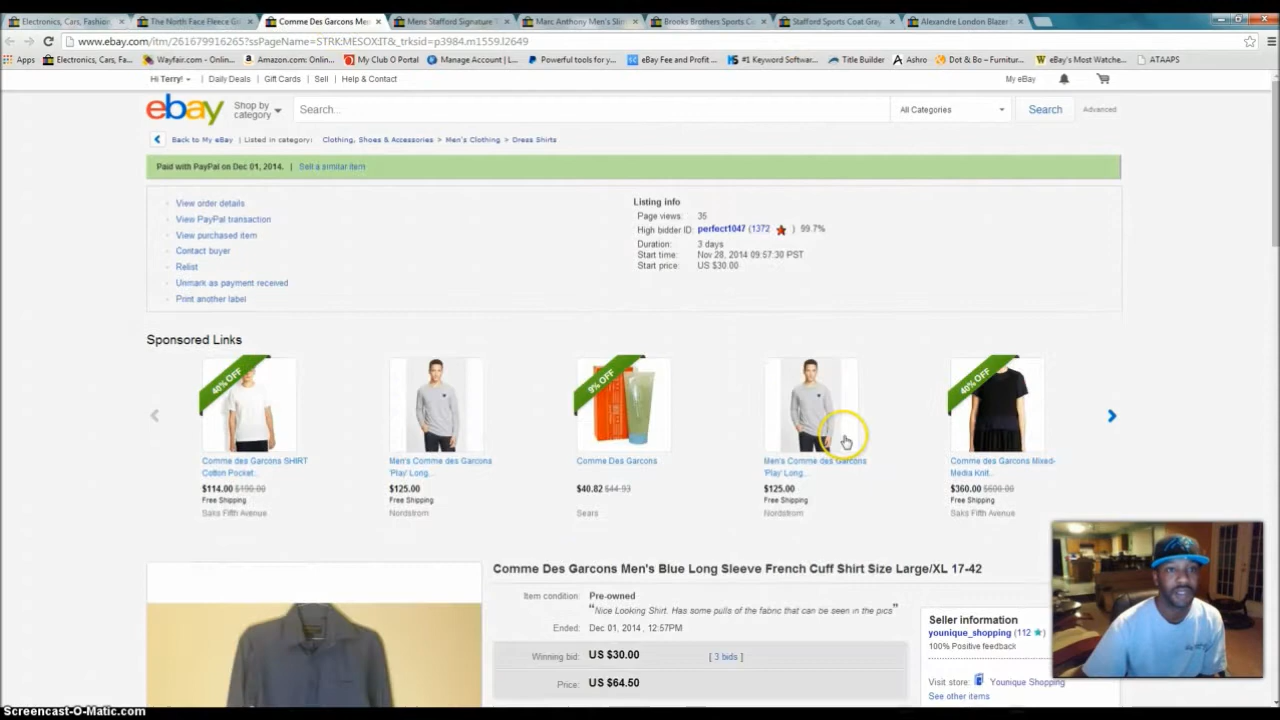 Electronics, Cars, Fashion
The North Face Fleece
Comme Des Garcons Men
Mens Stafford Signature
Marc Anthony Men's Slim
Brooks Brothers Sports C
Stafford Sports Coat Gray
Alexandre London Blazer
www.ebay.com/itm/261679916265?ssPageName=STRK:MESOX:IT&_trksid=p3984.m1559.l2649
Apps Electronics, Cars, Fa... Wayfair.com - Online... Amazon.com: Onlin... My Club O Portal Manage Account | ... Powerful tools for y... eBay Fee and Profit ... #1 Keyword Softwar... Title Builder Ashro Dot & Bo – Furnitur... eBay's Most Watche... ATAAPS
Hi Terry! Daily Deals Gift Cards Sell Help & Contact My eBay
ebay Shop by category Search... All Categories Search Advanced
Back to My eBay | Listed in category: Clothing, Shoes & Accessories > Men's Clothing > Dress Shirts
Paid with PayPal on Dec 01, 2014. | Sell a similar item
View order details
View PayPal transaction
View purchased item
Contact buyer
Relist
Unmark as payment received
Print another label
Listing info
Page views: 35
High bidder ID: perfect1047 (1372 ) 99.7%
Duration: 3 days
Start time: Nov 28, 2014 09:57:30 PST
Start price: US $30.00
Sponsored Links
40% OFF
9% OFF
40% OFF
Comme des Garcons SHIRT Cotton Pocket...
$114.00 $190.00
Free Shipping
Saks Fifth Avenue
Men's Comme des Garcons 'Play' Long...
$125.00
Free Shipping
Nordstrom
Comme Des Garcons
$40.82 $44.93
Sears
Men's Comme des Garcons 'Play' Long...
$125.00
Free Shipping
Nordstrom
Comme des Garcons Mixed-Media Knit...
$360.00 $600.00
Free Shipping
Saks Fifth Avenue
Comme Des Garcons Men's Blue Long Sleeve French Cuff Shirt Size Large/XL 17-42
Item condition: Pre-owned
"Nice Looking Shirt. Has some pulls of the fabric that can be seen in the pics"
Ended: Dec 01, 2014 , 12:57PM
Winning bid: US $30.00 [ 3 bids ]
Price: US $64.50
Seller information
younique_shopping (112 )
100% Positive feedback
Visit store: Younique Shopping
See other items
Screencast-O-Matic.com